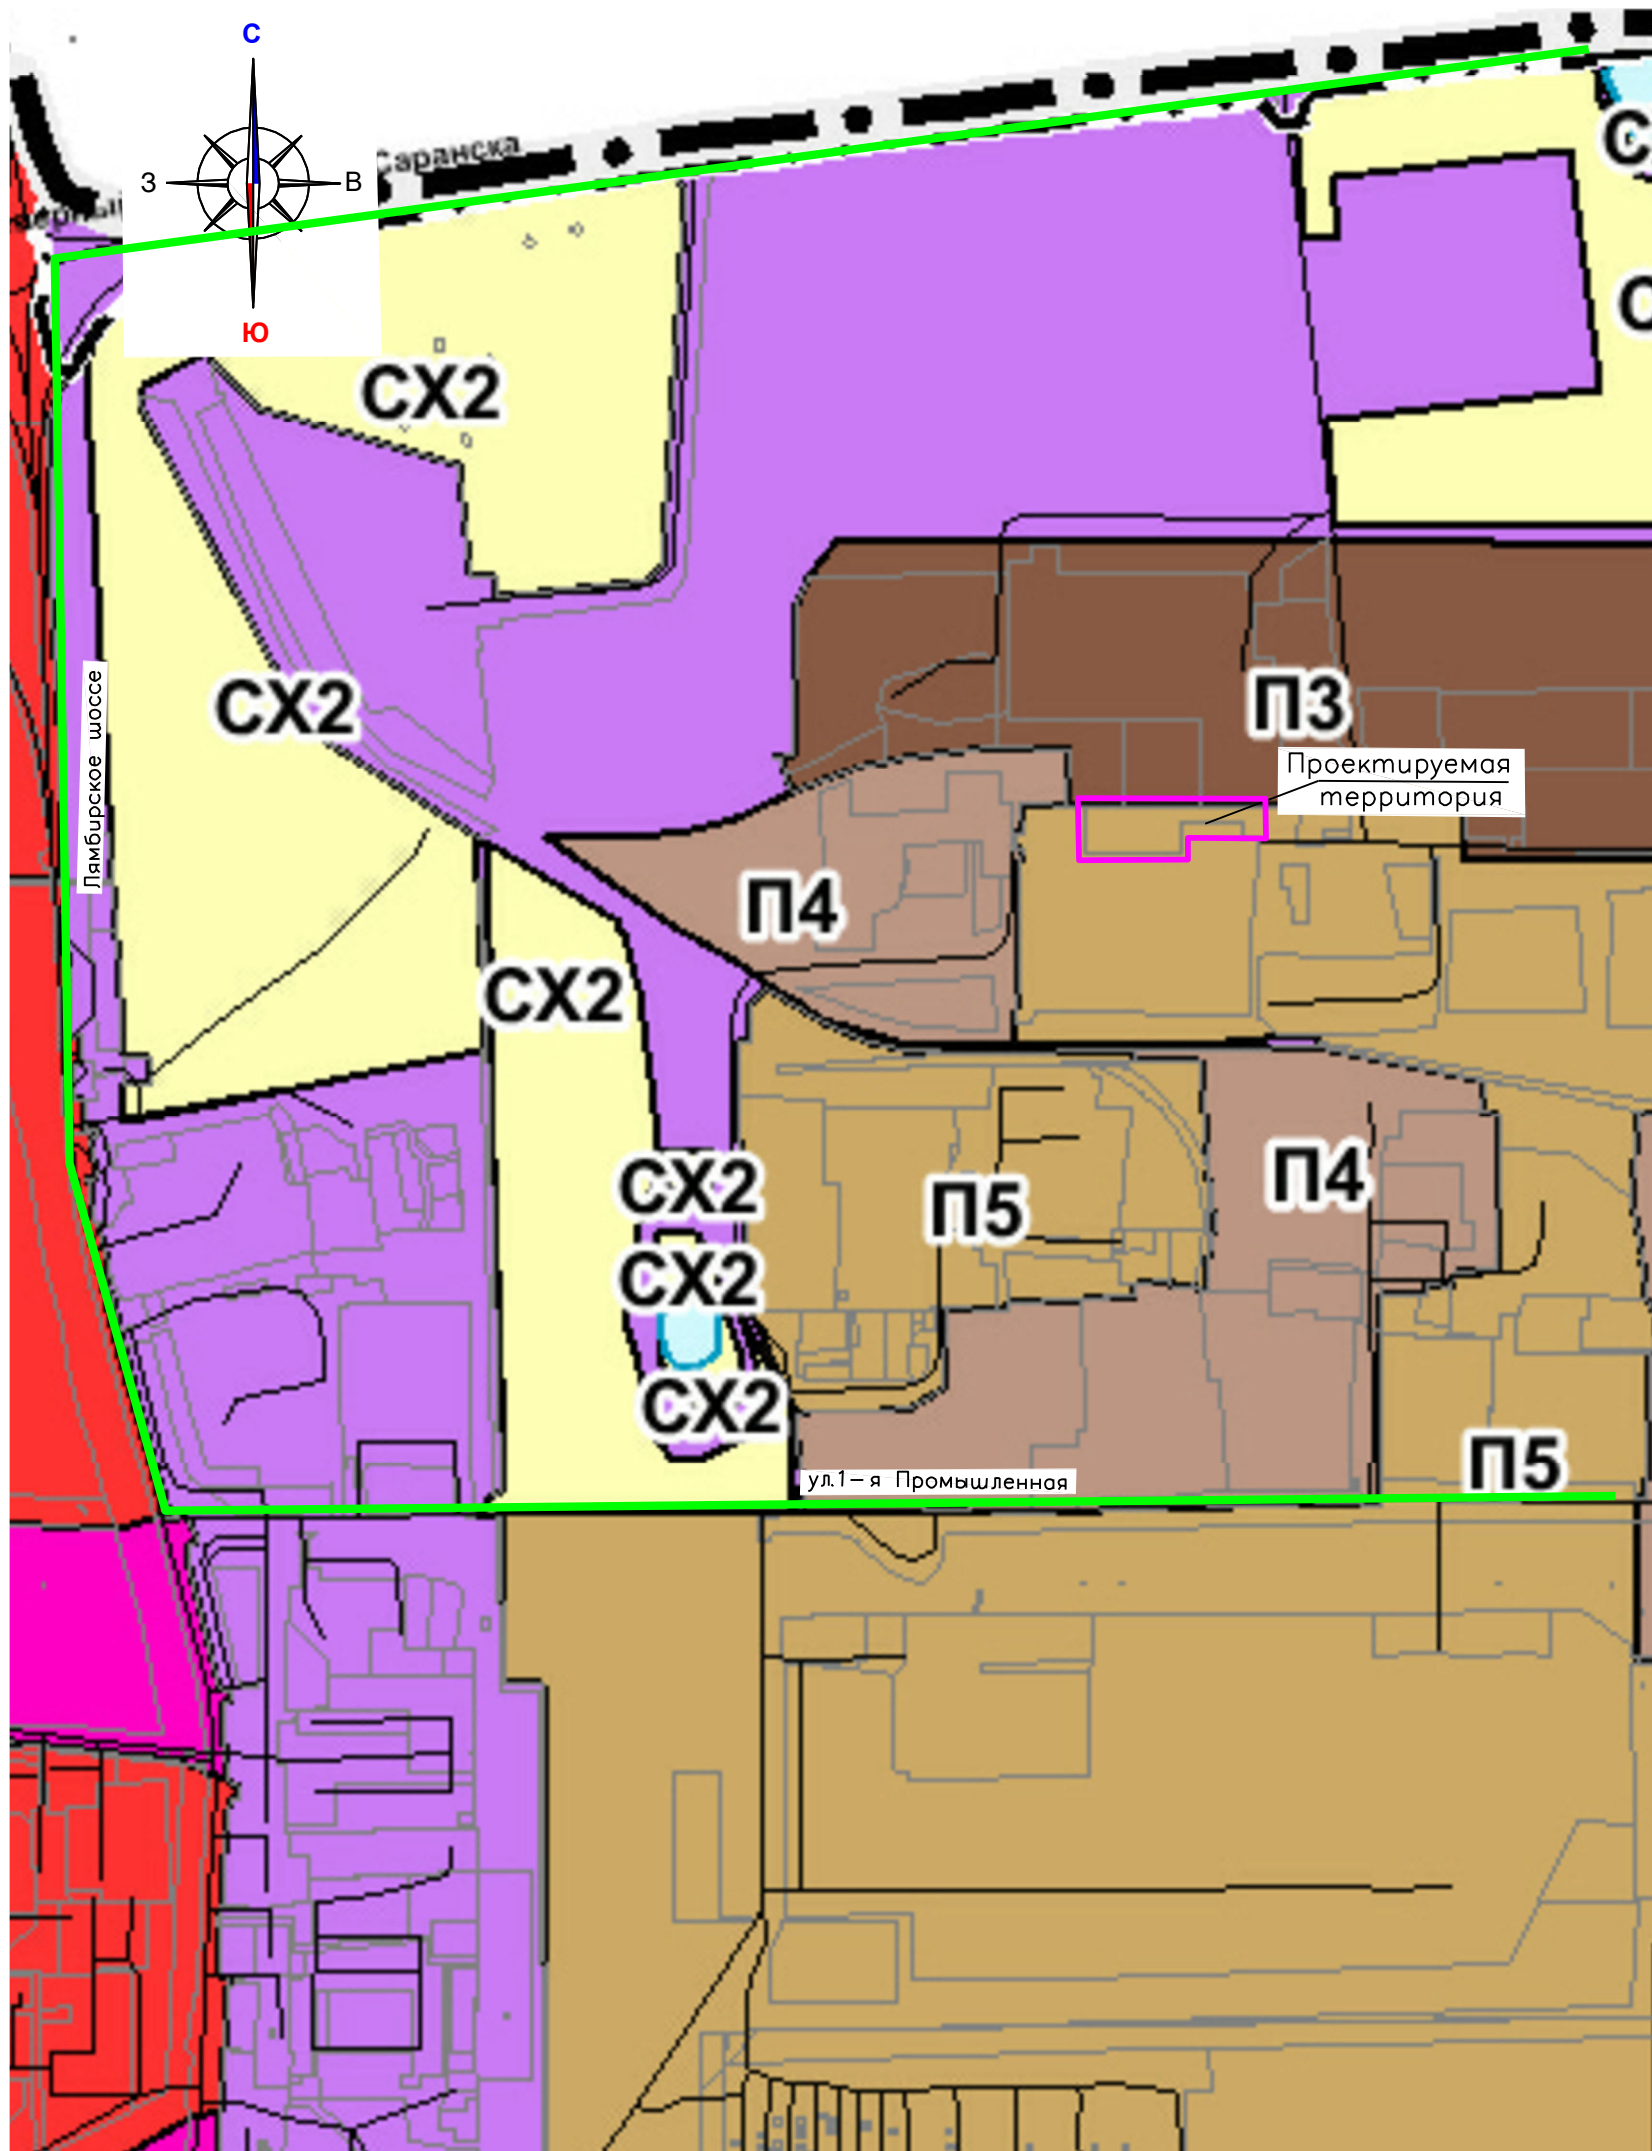 С
Саранска
З
В
Ю
СХ2
СХ2
Лямбирское шоссе
П3
Проектируемая
территория
П4
СХ2
СХ2
П5
П4
СХ2
СХ2
П5
ул.1-я Промышленная